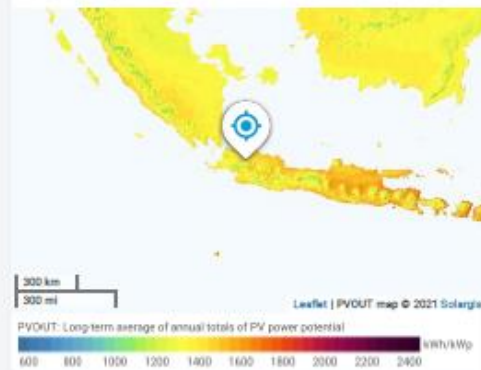 300 km
300 mi
Leaflet | PVOUT map © 2021 Solargis
PVOUT: Long-term average of annual totals of PV power potential
kWh/kWp
600 800 1000 1200 1400 1600 1800 2000 2200 2400